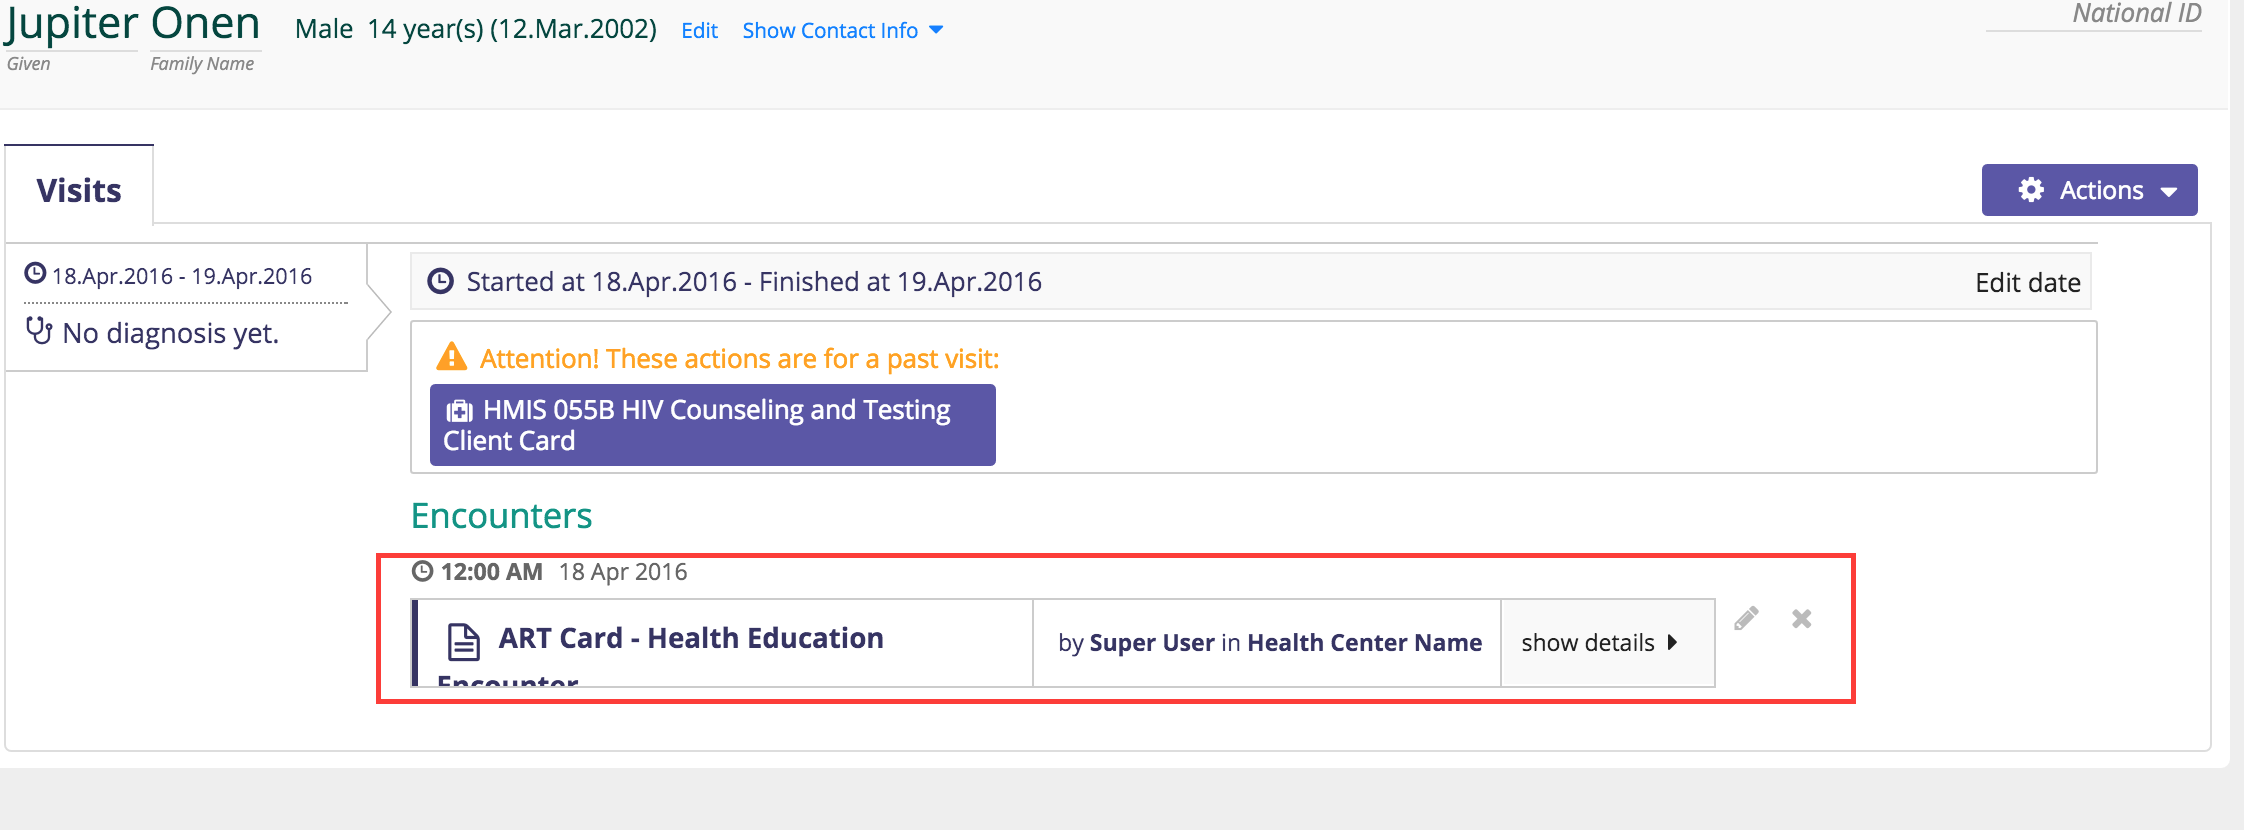 Jupiter Onen Male 14 year(s) (12.Mar.2002) Edit Show Contact Info National ID
Given Family Name
Visits
Actions
18.Apr.2016 - 19.Apr.2016
No diagnosis yet.
Started at 18.Apr.2016 - Finished at 19.Apr.2016 Edit date
Attention! These actions are for a past visit:
HMIS 055B HIV Counseling and Testing
Client Card
Encounters
12:00 AM 18 Apr 2016
ART Card - Health Education
Encounter
by Super User in Health Center Name
show details